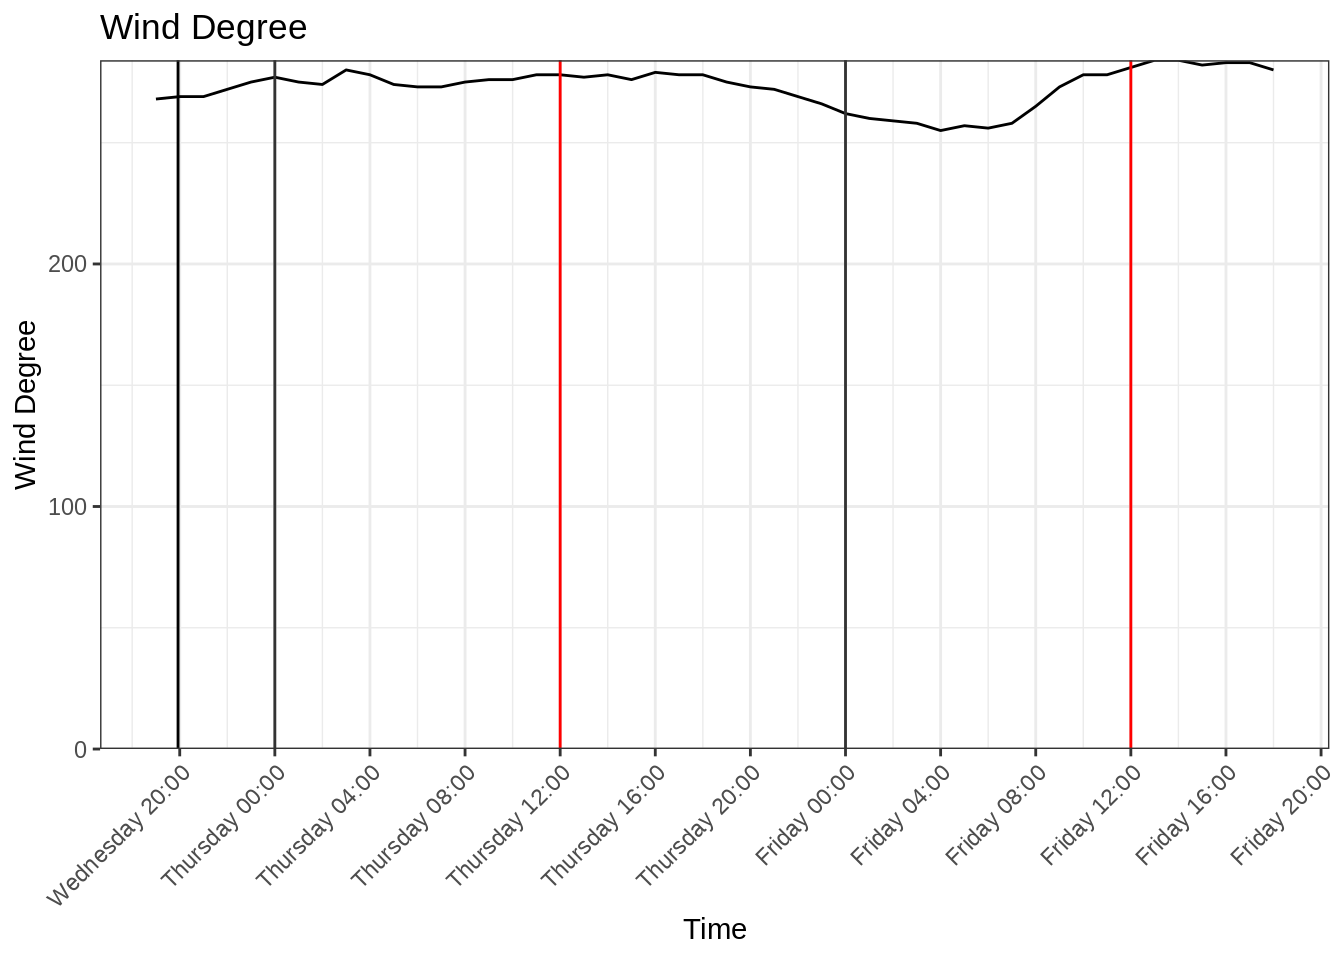 Wind Degree
Wind Degree
200
100
0
Wednesday 20:00
Thursday 00:00
Thursday 04:00
Thursday 08:00
Thursday 12:00
Thursday 16:00
Thursday 20:00
Friday 00:00
Friday 04:00
Friday 08:00
Friday 12:00
Friday 16:00
Friday 20:00
Time